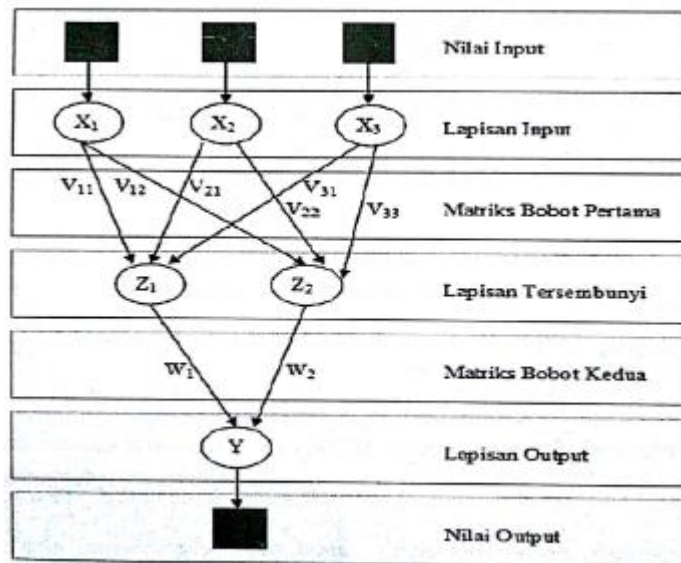 Nilai Input
X₁ X₂ X₃ Lapisan Input
V₁₁ V₁₂ V₂₁ V₃₁
V₂₂ V₃₃ Matriks Bobot Pertama
Z₁ Z₂ Lapisan Tersembunyi
W₁ W₂ Matriks Bobot Kedua
Y Lepisan Output
Nilai Output